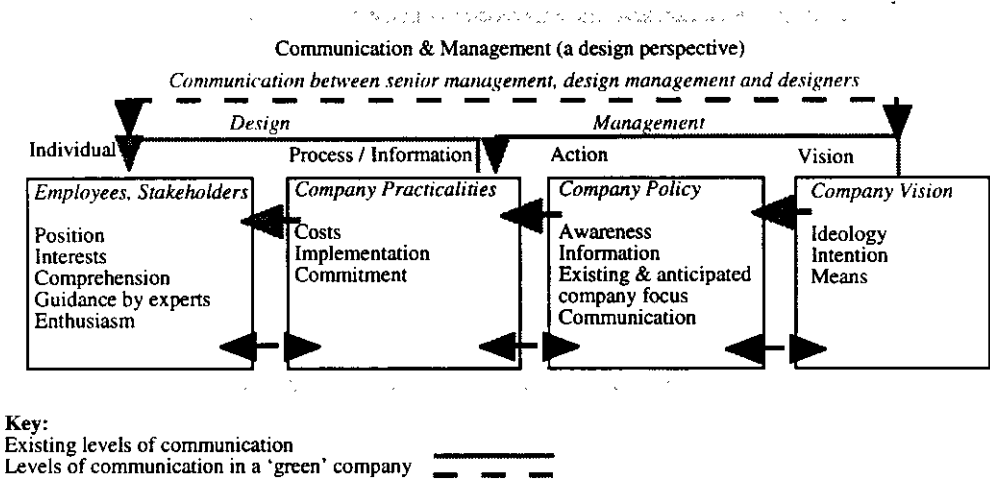 Communication & Management (a design perspective)
Communication between senior management, design management and designers
Design
Management
Individual
Process / Information
Action
Vision
Employees, Stakeholders
Position
Interests
Comprehension
Guidance by experts
Enthusiasm
Company Practicalities
Costs
Implementation
Commitment
Company Policy
Awareness
Information
Existing & anticipated
company focus
Communication
Company Vision
Ideology
Intention
Means
Key:
Existing levels of communication
Levels of communication in a ‘green’ company